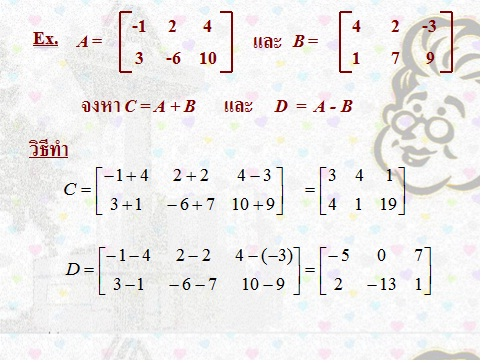 Ex. A = [ -1 2 4 ; 3 -6 10 ] และ B = [ 4 2 -3 ; 1 7 9 ]
จงหา C = A + B และ D = A - B
วิธีทำ
C = [ −1 + 4 2 + 2 4 − 3 ; 3 + 1 − 6 + 7 10 + 9 ] = [ 3 4 1 ; 4 1 19 ]
D = [ −1 − 4 2 − 2 4 − (−3) ; 3 − 1 − 6 − 7 10 − 9 ] = [ − 5 0 7 ; 2 −13 1 ]